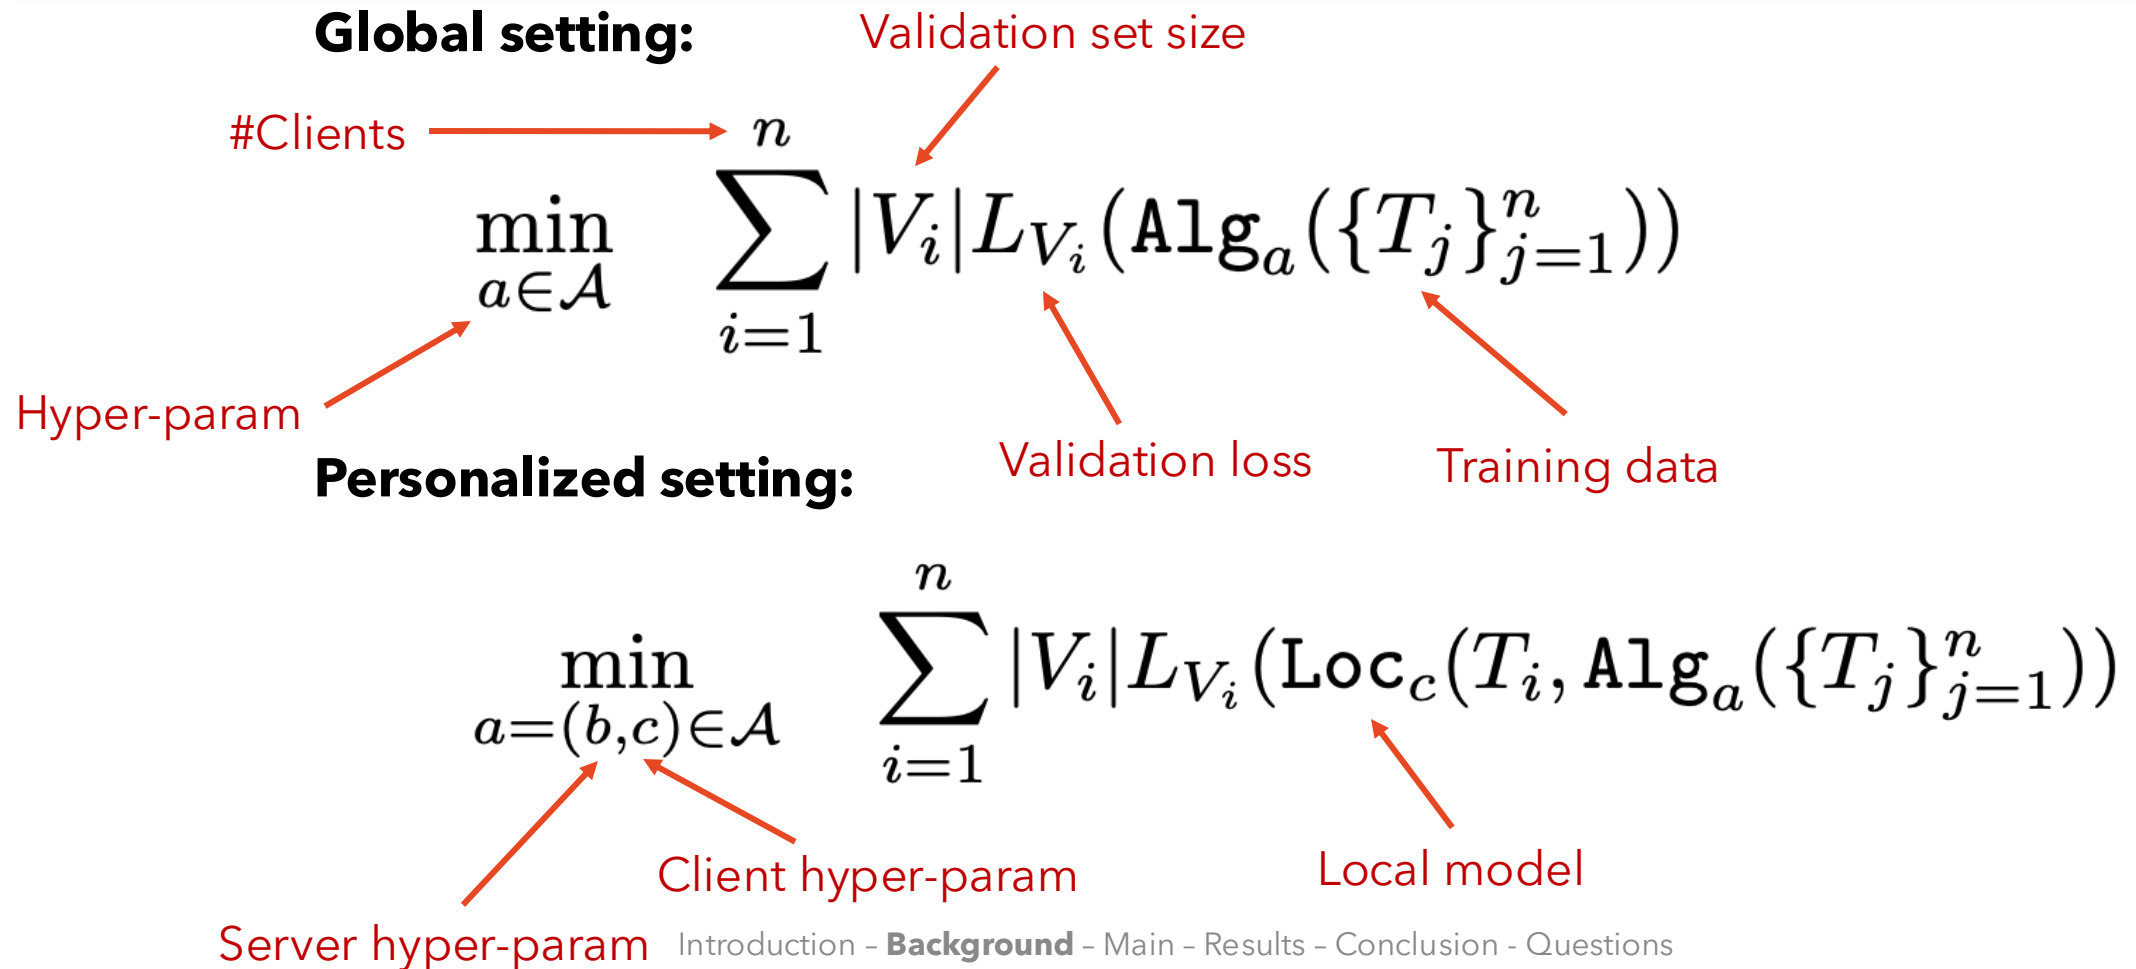 Global setting:
Validation set size
#Clients
min_{a∈𝒜} ∑_{i=1}^{n} |V_i|L_{V_i}(Alg_a({T_j}_{j=1}^{n}))
Hyper-param
Validation loss
Training data
Personalized setting:
min_{a=(b,c)∈𝒜} ∑_{i=1}^{n} |V_i|L_{V_i}(Loc_c(T_i, Alg_a({T_j}_{j=1}^{n}))
Client hyper-param
Local model
Server hyper-param
Introduction – Background – Main – Results – Conclusion - Questions